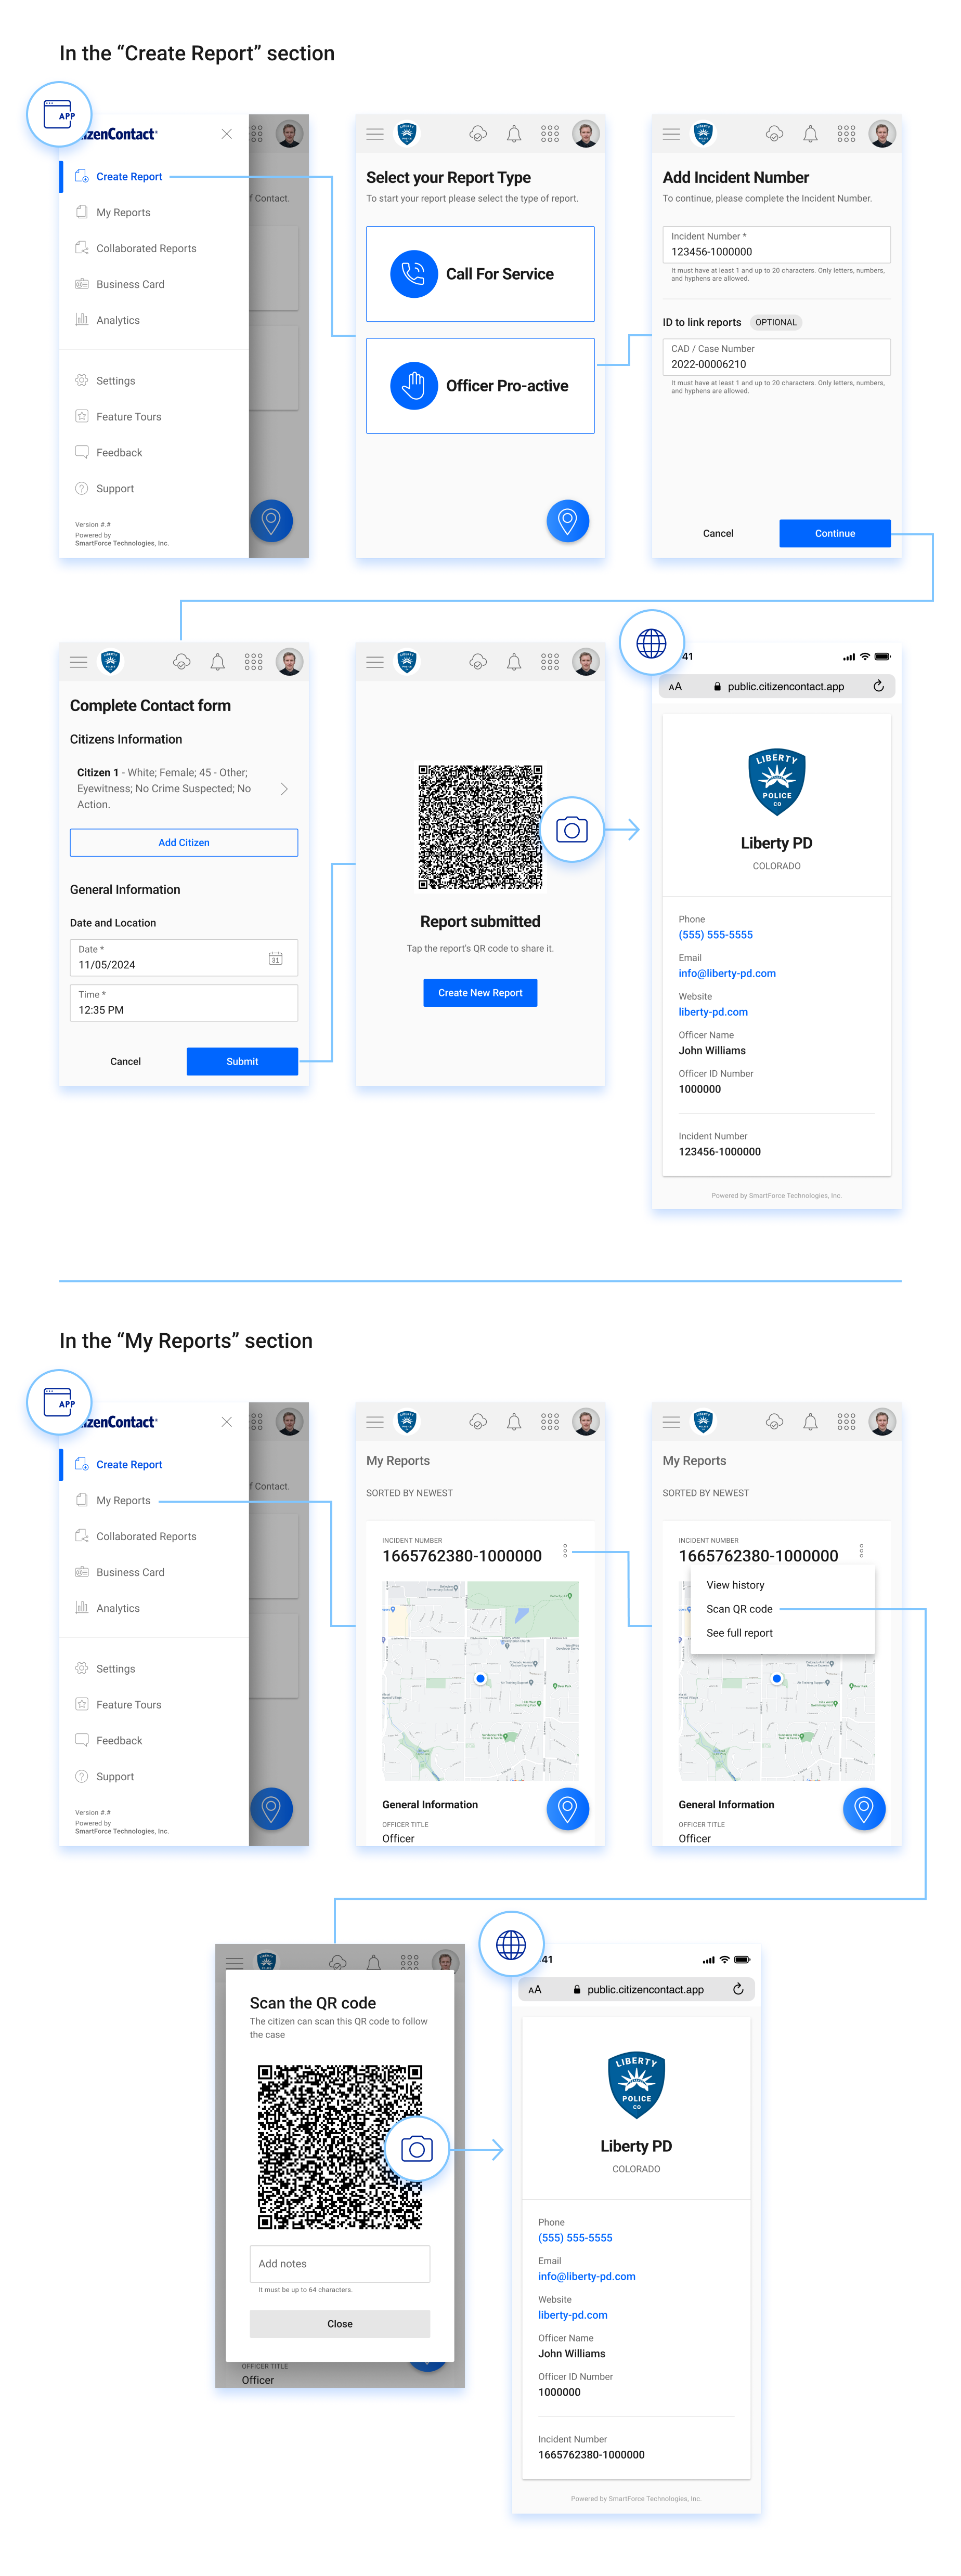 In the “Create Report” section
APP
zenContact
Create Report
My Reports
Collaborated Reports
Business Card
Analytics
Settings
Feature Tours
Feedback
Support
Version #.#
Powered by
SmartForce Technologies, Inc.
f Contact.
LIBERTY
Select your Report Type
To start your report please select the type of report.
Call For Service
Officer Pro-active
LIBERTY
Add Incident Number
To continue, please complete the Incident Number.
Incident Number *
123456-1000000
It must have at least 1 and up to 20 characters. Only letters, numbers,
and hyphens are allowed.
ID to link reports OPTIONAL
CAD / Case Number
2022-00006210
It must have at least 1 and up to 20 characters. Only letters, numbers,
and hyphens are allowed.
Cancel Continue
LIBERTY
Complete Contact form
Citizens Information
Citizen 1 - White; Female; 45 - Other;
Eyewitness; No Crime Suspected; No
Action.
Add Citizen
General Information
Date and Location
Date *
11/05/2024
31
Time *
12:35 PM
Cancel Submit
LIBERTY
Report submitted
Tap the report's QR code to share it.
Create New Report
41
AA public.citizencontact.app
LIBERTY
POLICE
CO
Liberty PD
COLORADO
Phone
(555) 555-5555
Email
info@liberty-pd.com
Website
liberty-pd.com
Officer Name
John Williams
Officer ID Number
1000000
Incident Number
123456-1000000
Powered by SmartForce Technologies, Inc.
In the “My Reports” section
APP
zenContact
Create Report
My Reports
Collaborated Reports
Business Card
Analytics
Settings
Feature Tours
Feedback
Support
Version #.#
Powered by
SmartForce Technologies, Inc.
f Contact.
LIBERTY
My Reports
SORTED BY NEWEST
INCIDENT NUMBER
1665762380-1000000
General Information
OFFICER TITLE
Officer
LIBERTY
My Reports
SORTED BY NEWEST
INCIDENT NUMBER
1665762380-1000000
View history
Scan QR code
See full report
General Information
OFFICER TITLE
Officer
LIBERTY
Scan the QR code
The citizen can scan this QR code to follow
the case
Add notes
It must be up to 64 characters.
Close
OFFICER TITLE
Officer
41
AA public.citizencontact.app
LIBERTY
POLICE
CO
Liberty PD
COLORADO
Phone
(555) 555-5555
Email
info@liberty-pd.com
Website
liberty-pd.com
Officer Name
John Williams
Officer ID Number
1000000
Incident Number
1665762380-1000000
Powered by SmartForce Technologies, Inc.